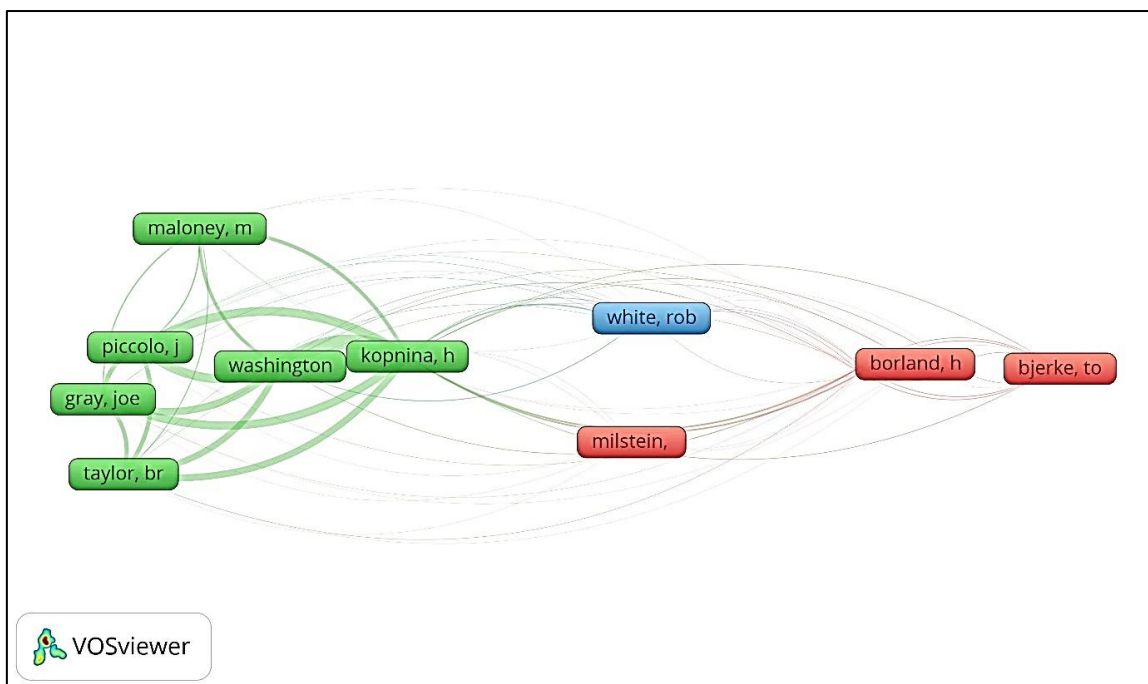 maloney, m
white, rob
piccolo, j
kopnina, h
washington
borland, h
bjerke, to
gray, joe
milstein,
taylor, br
VOSviewer